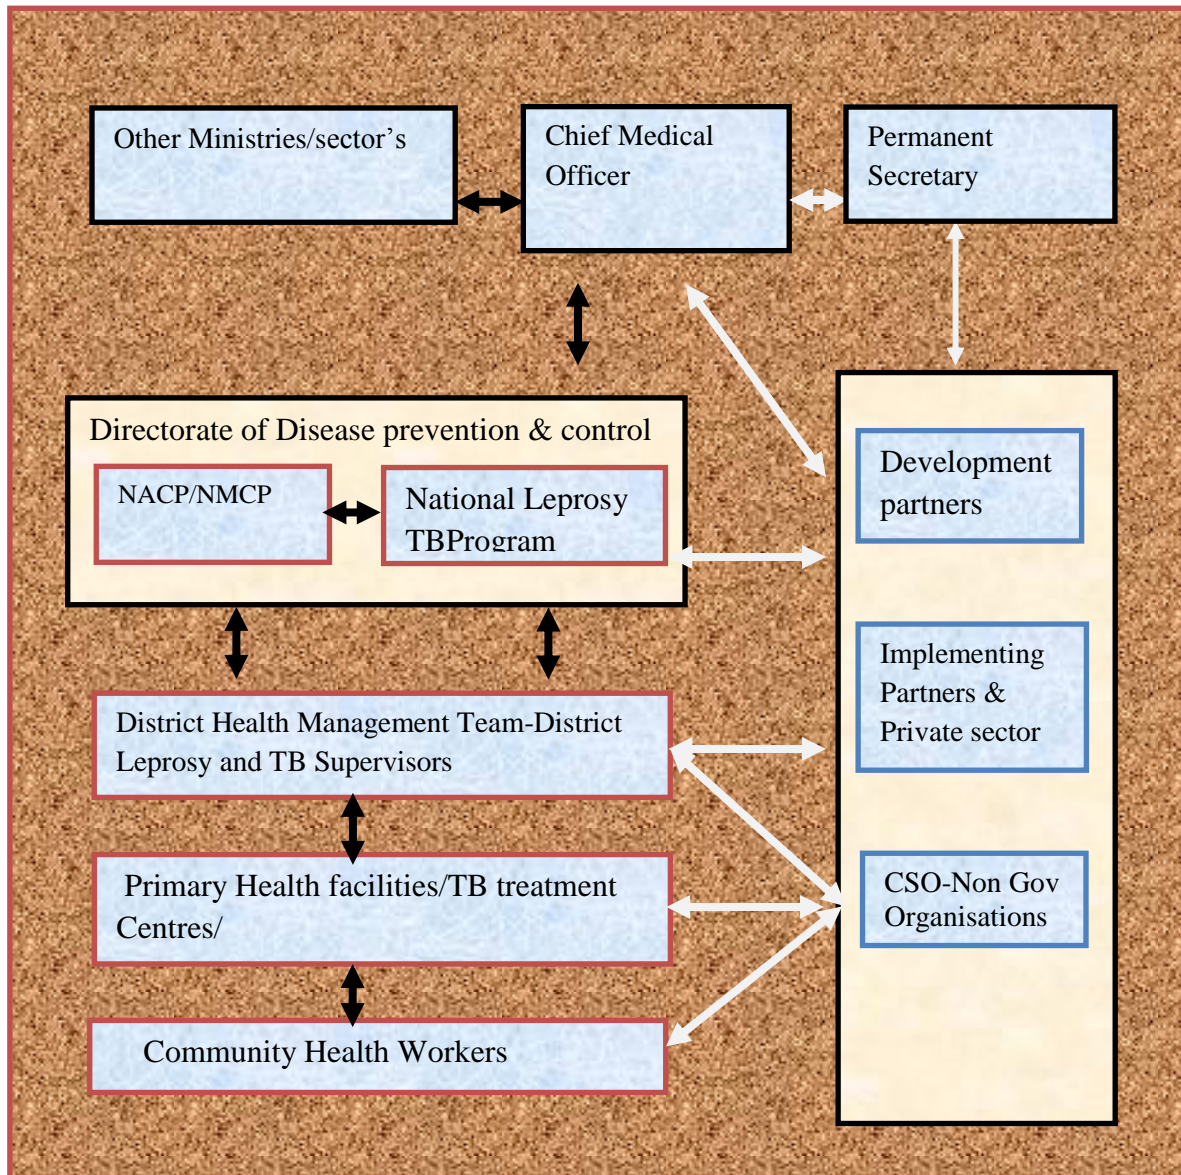 Other Ministries/sector's
Chief Medical
Officer
Permanent
Secretary
Directorate of Disease prevention & control
NACP/NMCP
National Leprosy
TBProgram
Development
partners
Implementing
Partners &
Private sector
District Health Management Team-District
Leprosy and TB Supervisors
Primary Health facilities/TB treatment
Centres/
CSO-Non Gov
Organisations
Community Health Workers